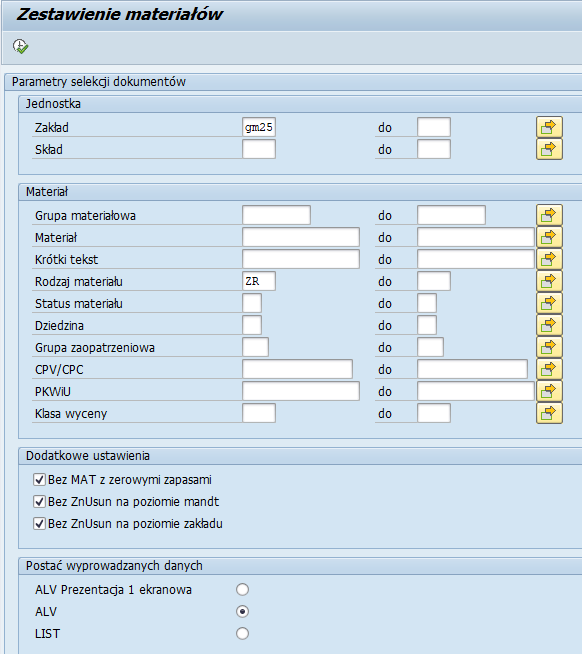 Zestawienie materiałów
Parametry selekcji dokumentów
Jednostka
Zakład gm25 do
Skład do
Materiał
Grupa materiałowa do
Materiał do
Krótki tekst do
Rodzaj materiału ZR do
Status materiału do
Dziedzina do
Grupa zaopatrzeniowa do
CPV/CPC do
PKWiU do
Klasa wyceny do
Dodatkowe ustawienia
Bez MAT z zerowymi zapasami
Bez ZnUsun na poziomie mandt
Bez ZnUsun na poziomie zakładu
Postać wyprowadzanych danych
ALV Prezentacja 1 ekranowa
ALV
LIST